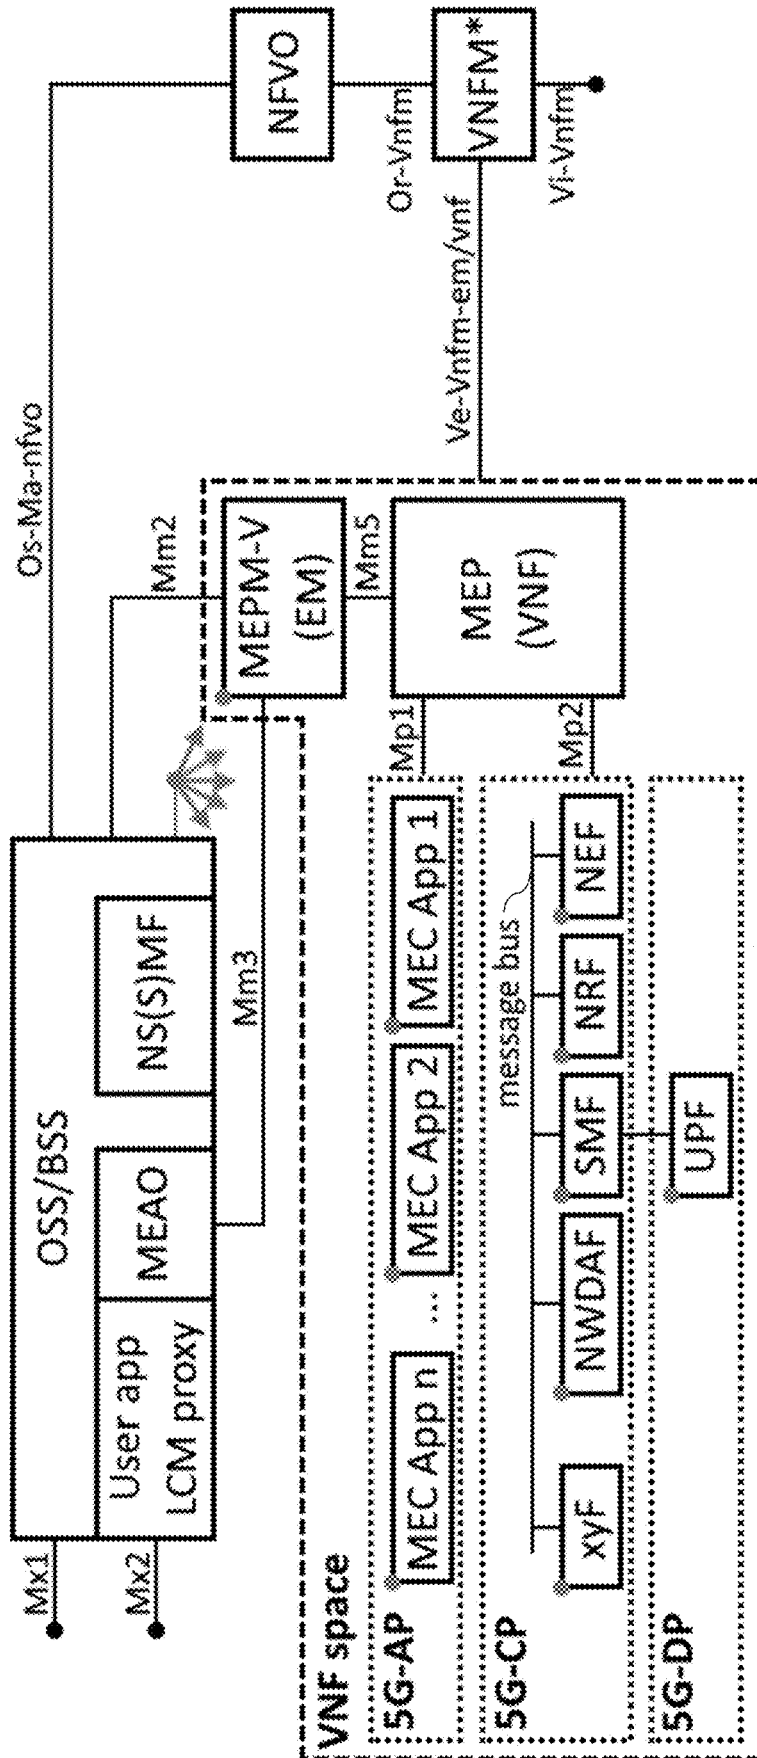 Mx1
Mx2
OSS/BSS
User app
LCM proxy
MEAO
NS(S)MF
Os-Ma-nfvo
NFVO
Mm2
Mm3
Or-Vnfm
VNFM*
Vi-Vnfm
Ve-Vnfm-em/vnf
VNF space
MEPM-V
(EM)
Mm5
MEP
(VNF)
Mp1
Mp2
5G-AP
MEC App n
...
MEC App 2
MEC App 1
5G-CP
message bus
xyF
NWDAF
SMF
NRF
NEF
5G-DP
UPF